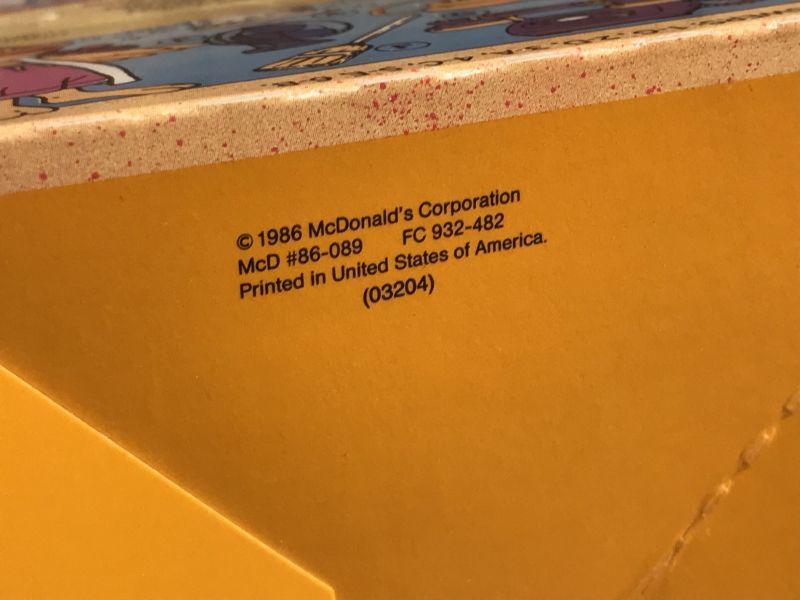 © 1986 McDonald's Corporation
McD #86-089 FC 932-482
Printed in United States of America.
(03204)